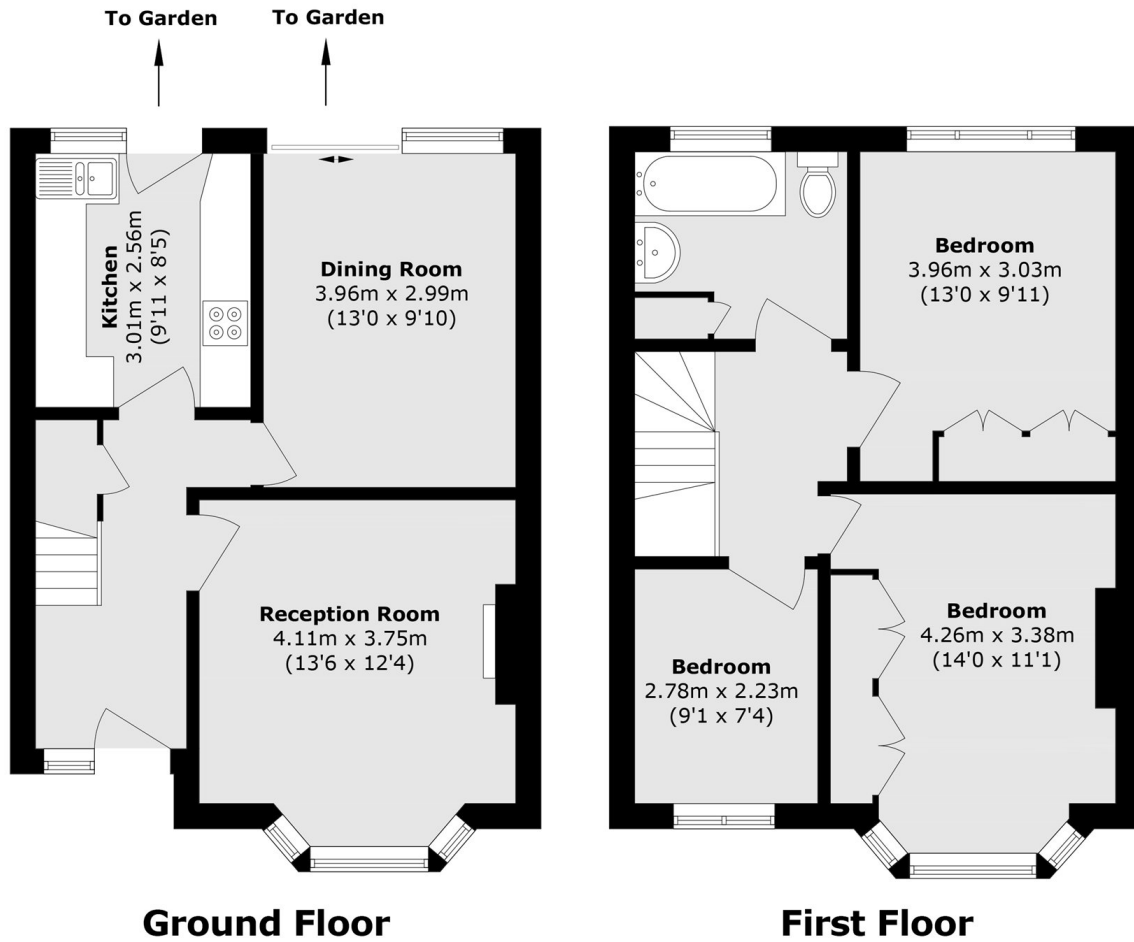 To Garden
To Garden
Kitchen
3.01m x 2.56m
(9'11 x 8'5)
Dining Room
3.96m x 2.99m
(13'0 x 9'10)
Reception Room
4.11m x 3.75m
(13'6 x 12'4)
Ground Floor
Bedroom
3.96m x 3.03m
(13'0 x 9'11)
Bedroom
4.26m x 3.38m
(14'0 x 11'1)
Bedroom
2.78m x 2.23m
(9'1 x 7'4)
First Floor